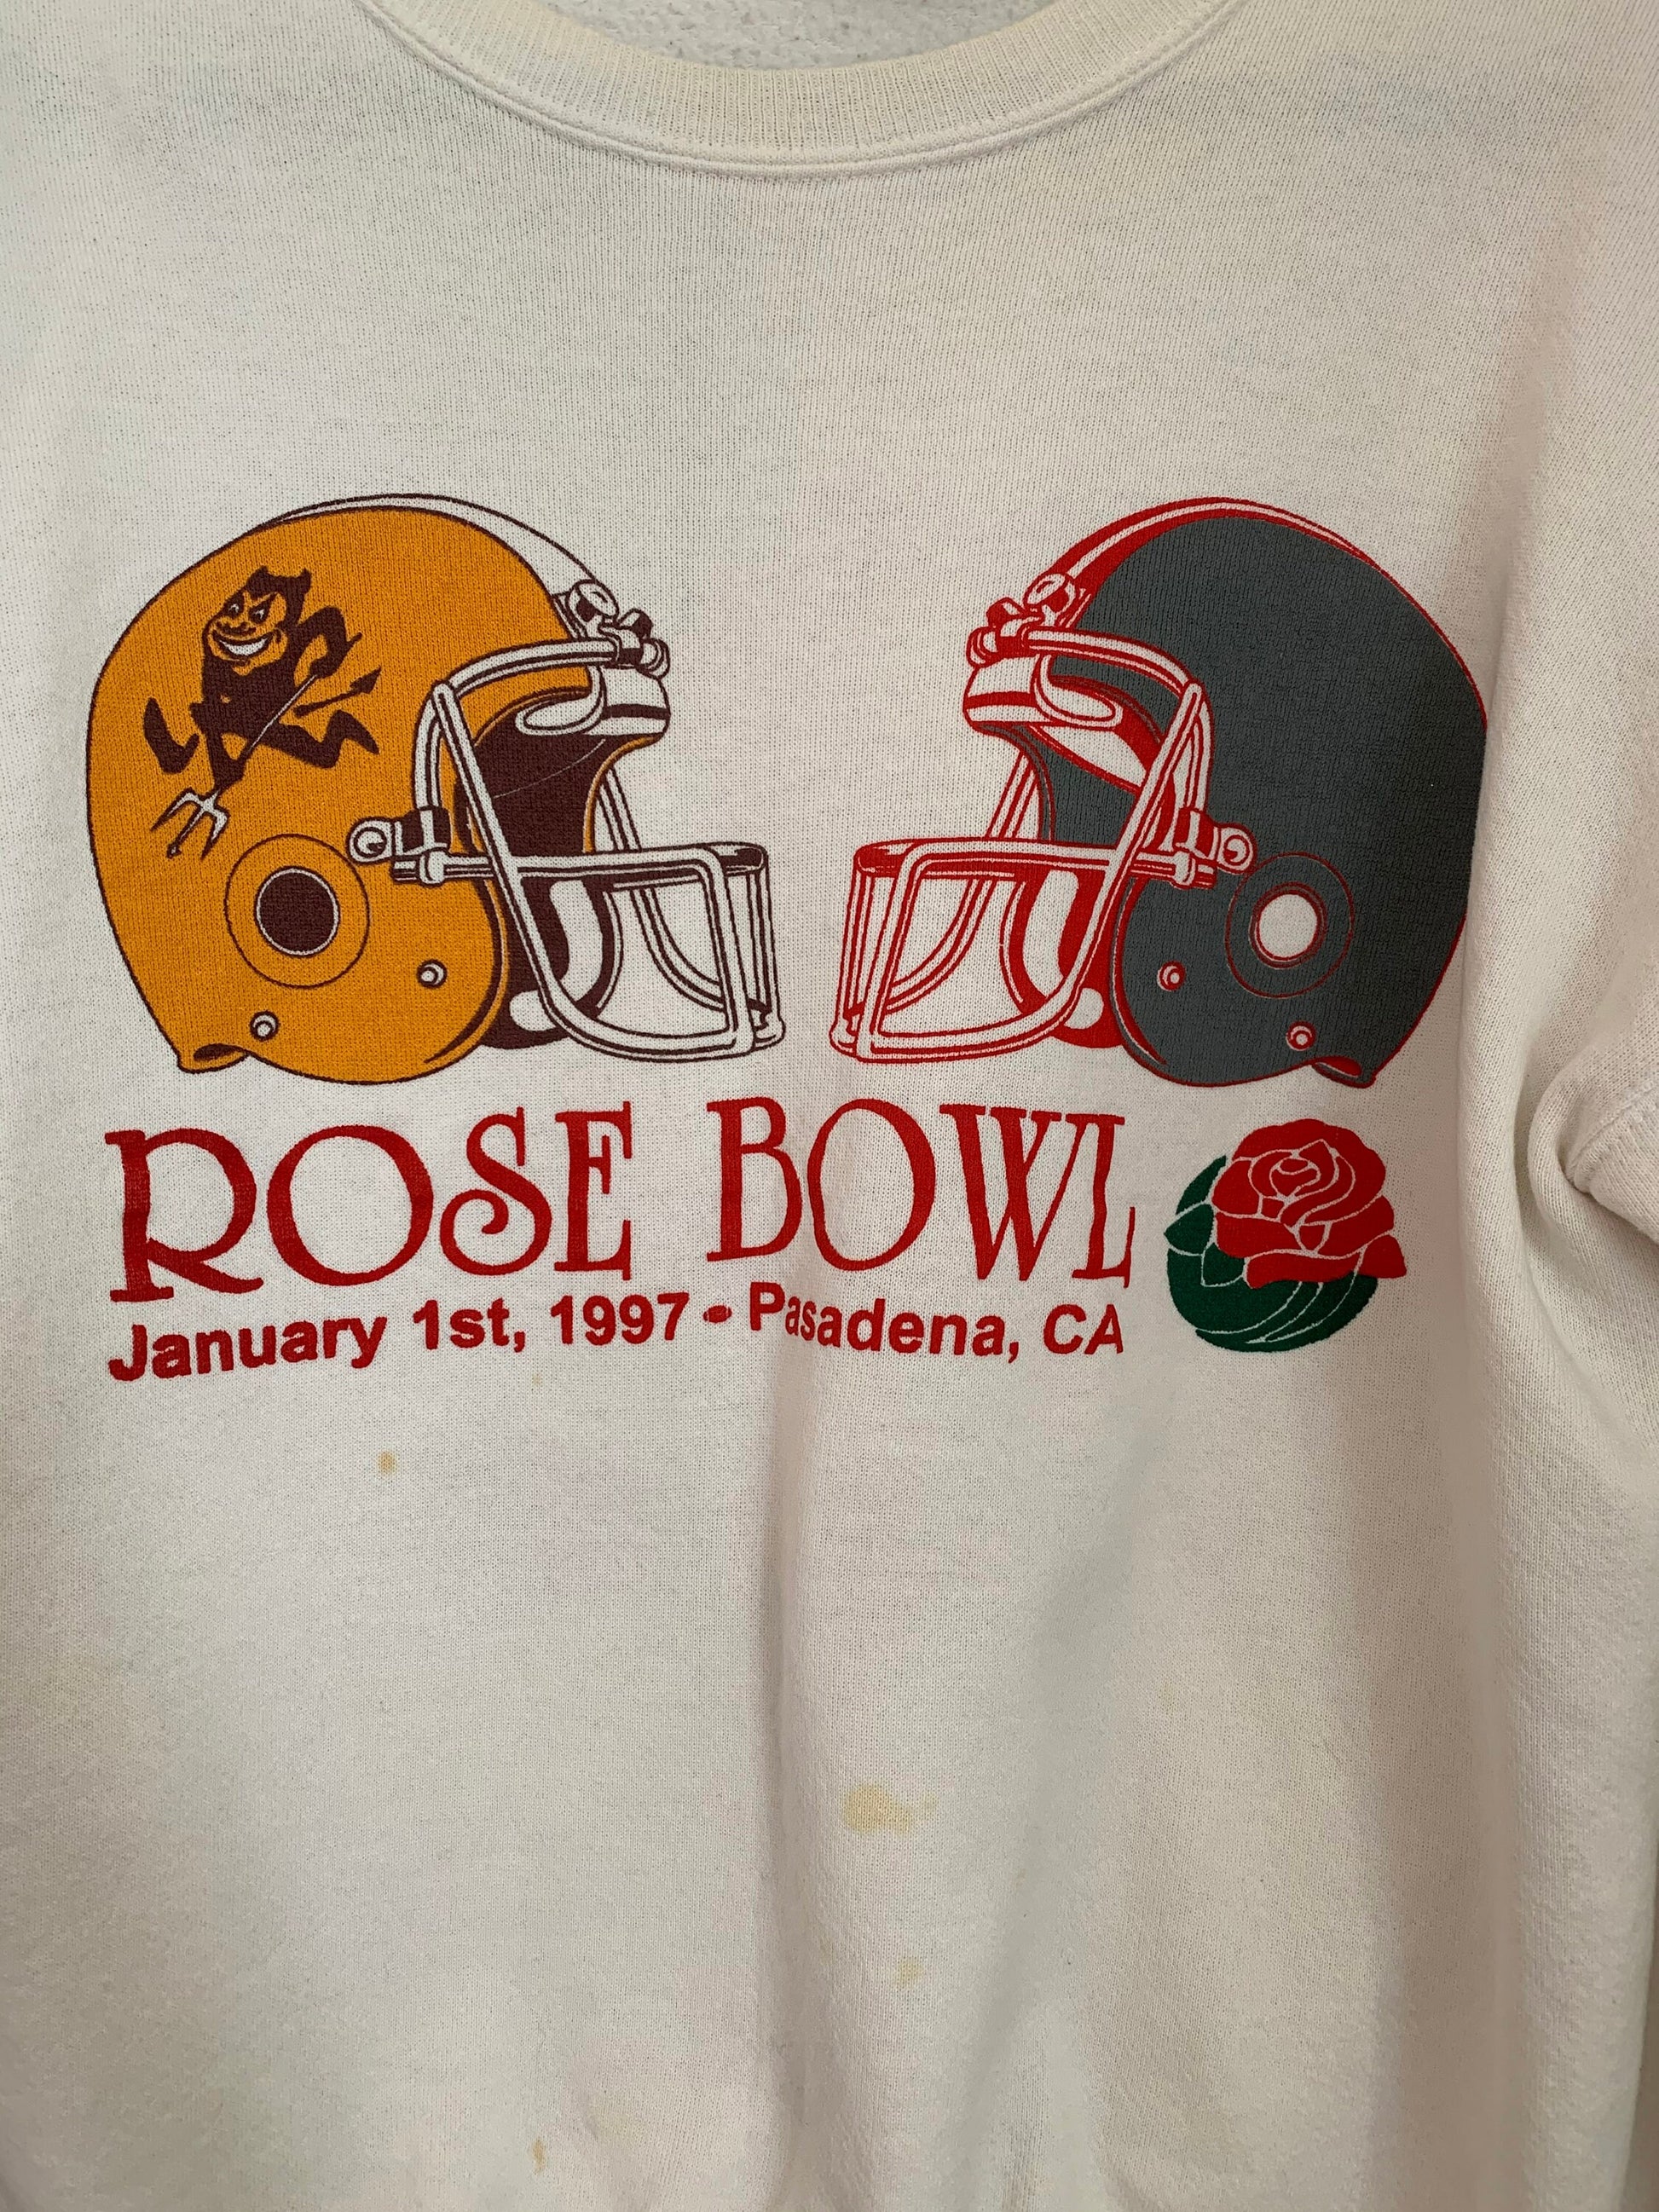 ROSE BOWL
January 1st, 1997 - Pasadena, CA